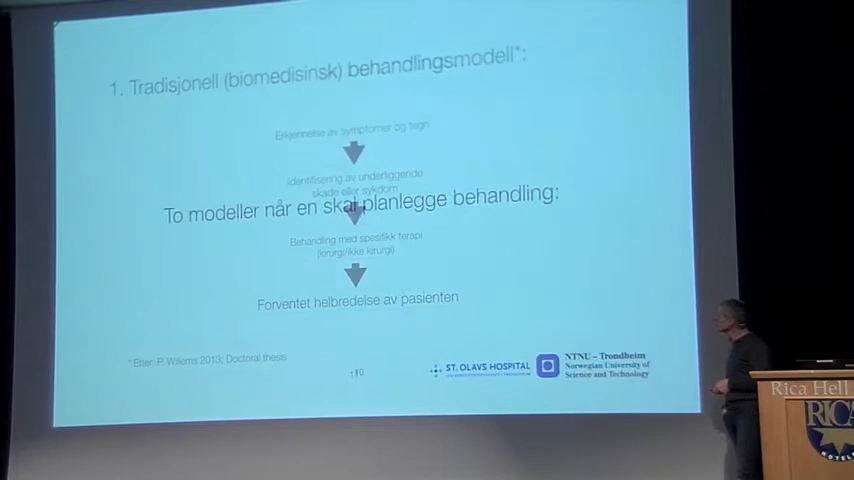 1. Tradisjonell (biomedisinsk) behandlingsmodell*:
Erkjennelse av symptomer og tegn
Identifisering av underliggende
skade eller sykdom
To modeller når en skal planlegge behandling:
Behandling med spesifikk terapi
(kirurgi/ikke kirurgi)
Forventet helbredelse av pasienten
* Etter: P. Willems 2013; Doctoral thesis
ST. OLAVS HOSPITAL
NTNU – Trondheim
Norwegian University of
Science and Technology
Rica Hell
RICA
HOTELS